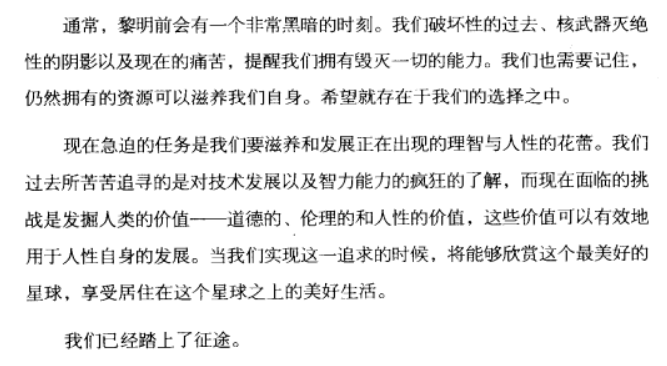 通常，黎明前会有一个非常黑暗的时刻。我们破坏性的过去、核武器灭绝
性的阴影以及现在的痛苦，提醒我们拥有毁灭一切的能力。我们也需要记住，
仍然拥有的资源可以滋养我们自身。希望就存在于我们的选择之中。
现在急迫的任务是我们要滋养和发展正在出现的理智与人性的花蕾。我们
过去所苦苦追寻的是对技术发展以及智力能力的疯狂的了解，而现在面临的挑
战是发掘人类的价值——道德的、伦理的和人性的价值，这些价值可以有效地
用于人性自身的发展。当我们实现这一追求的时候，将能够欣赏这个最美好的
星球，享受居住在这个星球之上的美好生活。
我们已经踏上了征途。